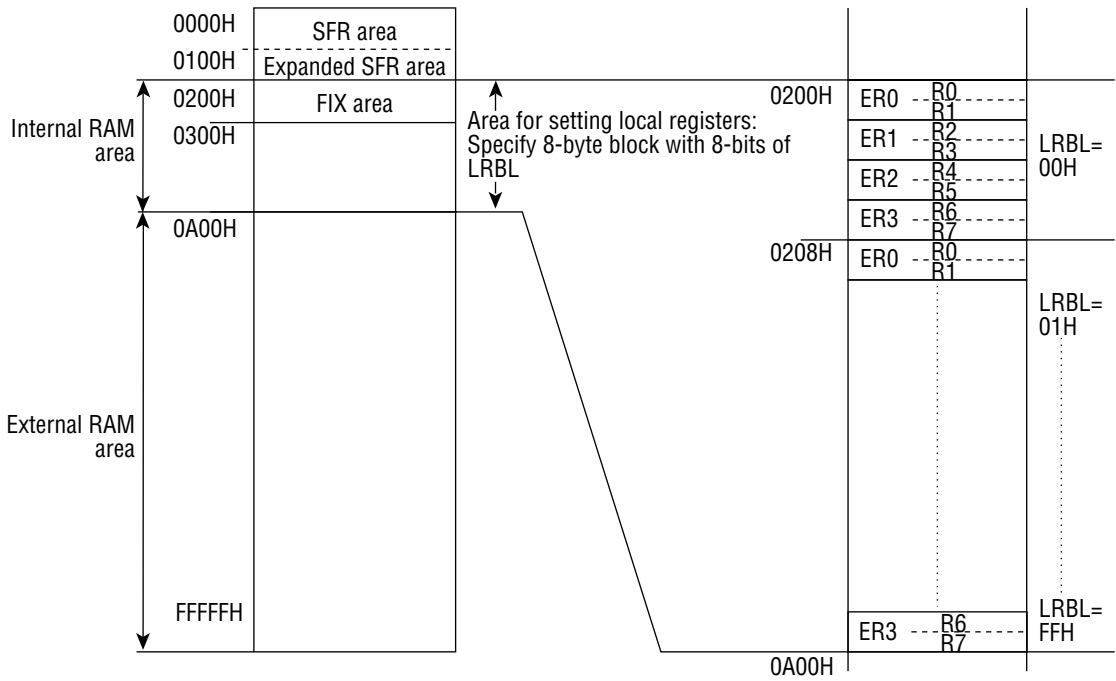 0000H
SFR area
0100H
Expanded SFR area
0200H
FIX area
0300H
Internal RAM
area
Area for setting local registers:
Specify 8-byte block with 8-bits of
LRBL
0A00H
External RAM
area
FFFFFH
0200H
ER0
R0
R1
ER1
R2
R3
ER2
R4
R5
ER3
R6
R7
LRBL=
00H
0208H
ER0
R0
R1
LRBL=
01H
ER3
R6
R7
LRBL=
FFH
0A00H